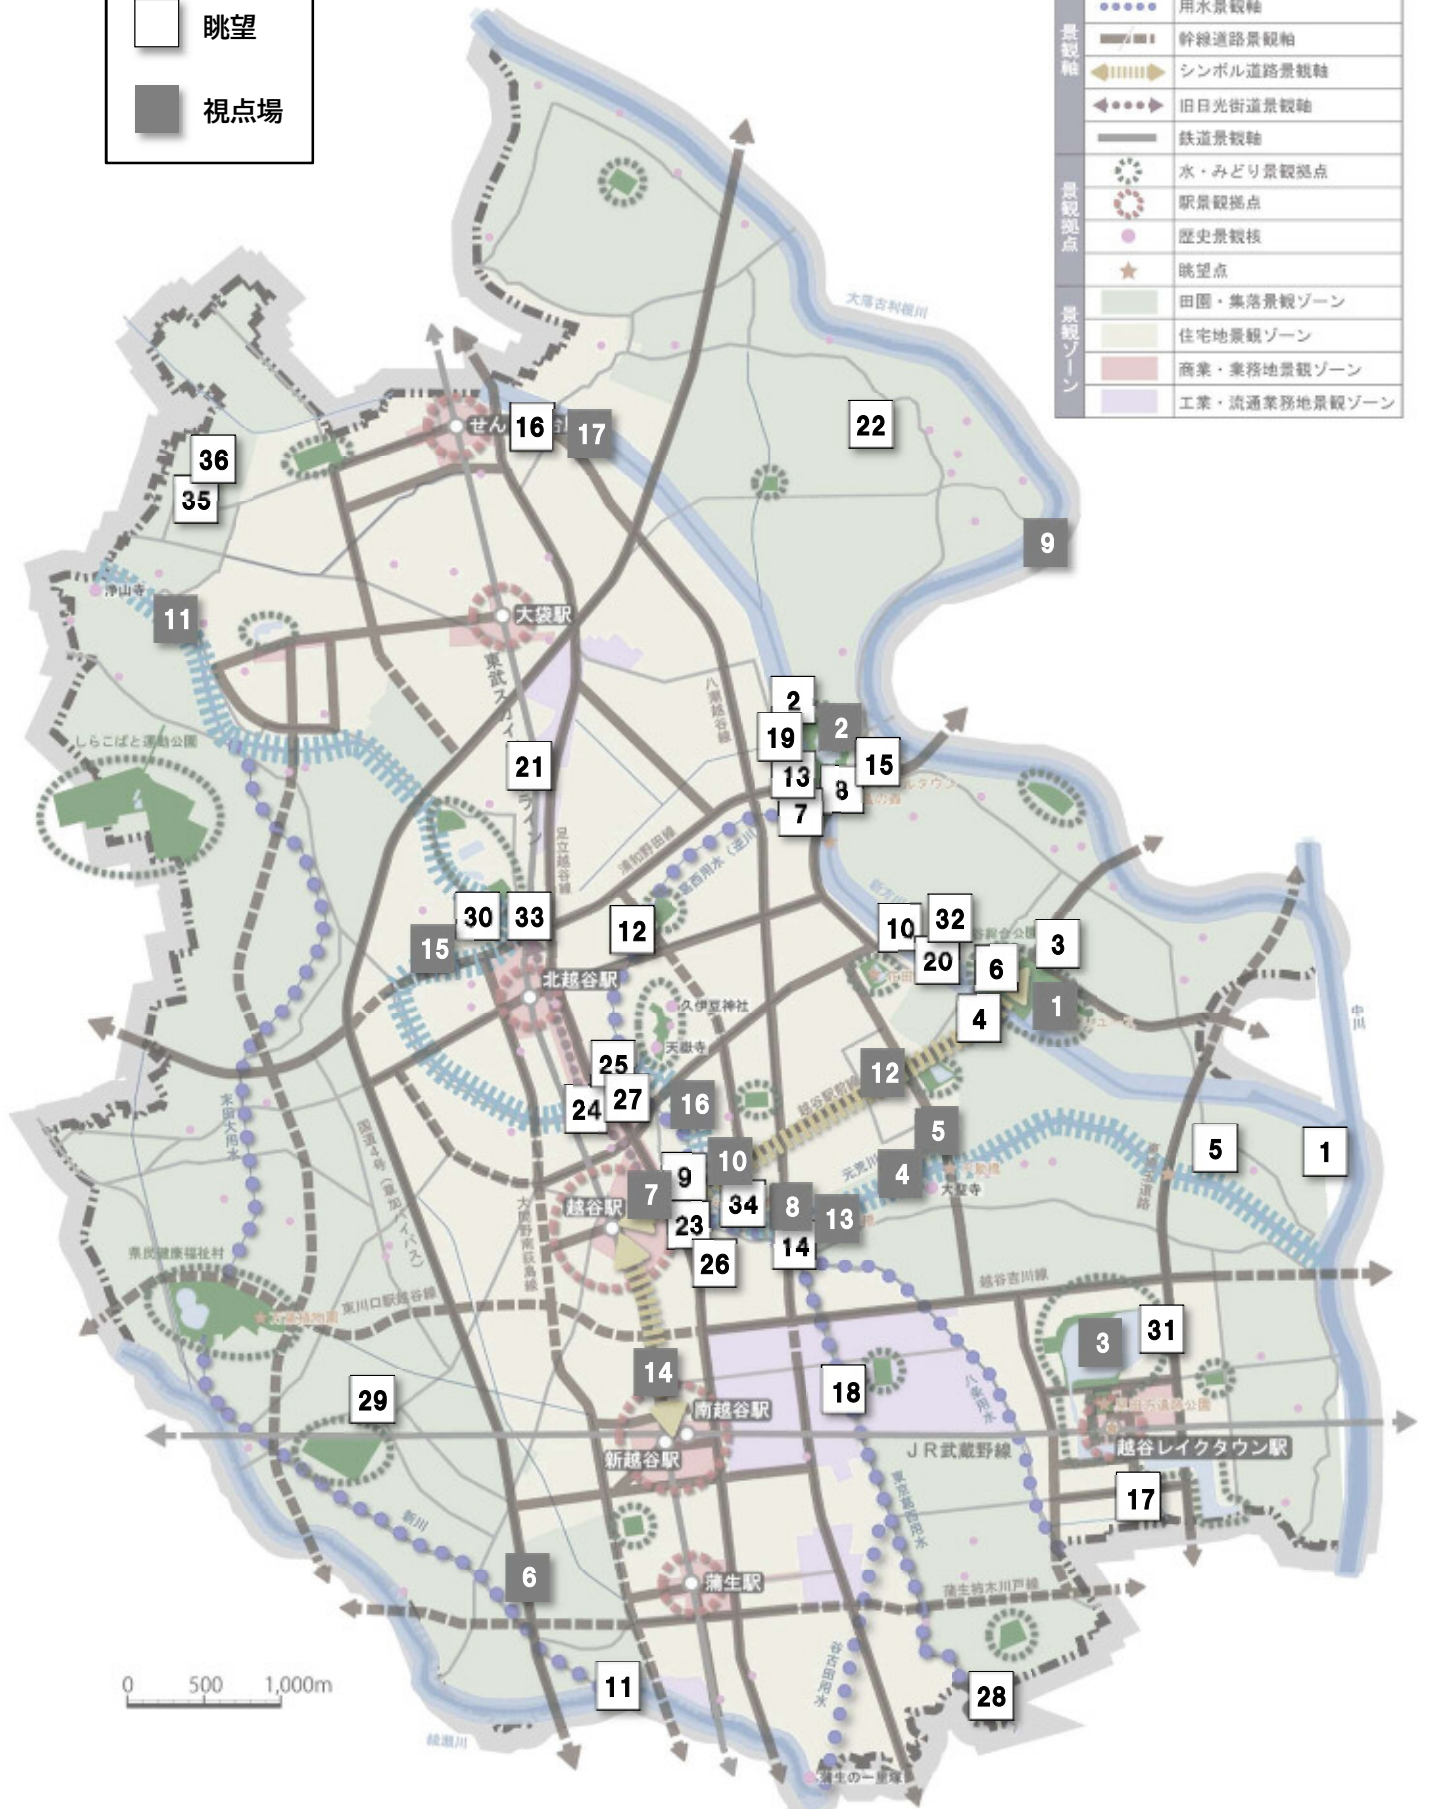 眺望
視点場
景観軸
用水景観軸
幹線道路景観軸
シンボル道路景観軸
旧日光街道景観軸
鉄道景観軸
景観拠点
水・みどり景観拠点
駅景観拠点
歴史景観核
眺望点
景観ゾーン
田園・集落景観ゾーン
住宅地景観ゾーン
商業・業務地景観ゾーン
工業・流通業務地景観ゾーン
大落古利根川
22
せん
16
17
36
35
9
浄山寺
11
大袋駅
東武ス
イ
ライン
八潮越谷線
しらこばと運動公園
2
2
19
21
15
13
8
7
足立越谷線
浦和野田線
葛西用水（逆川）
30
33
12
10
32
3
15
20
6
北越谷駅
1
久伊豆神社
4
天嶽寺
中川
25
12
24
27
16
越谷駅前線
末田大用水
国道4号（草加バイパス）
5
5
1
10
9
4
元荒川
大聖寺
7
34
8
13
越谷駅
23
14
26
大間野南荻島線
県民健康福祉村
越谷吉川線
東川口駅越谷線
3
31
14
29
18
八条用水
南越谷駅
新越谷駅
JR武蔵野線
越谷レイクタウン駅
17
東京葛西用水
新川
6
蒲生駅
蒲生柿木川戸線
谷古田用水
0 500 1,000m
11
28
綾瀬川
蒲生の一里塚